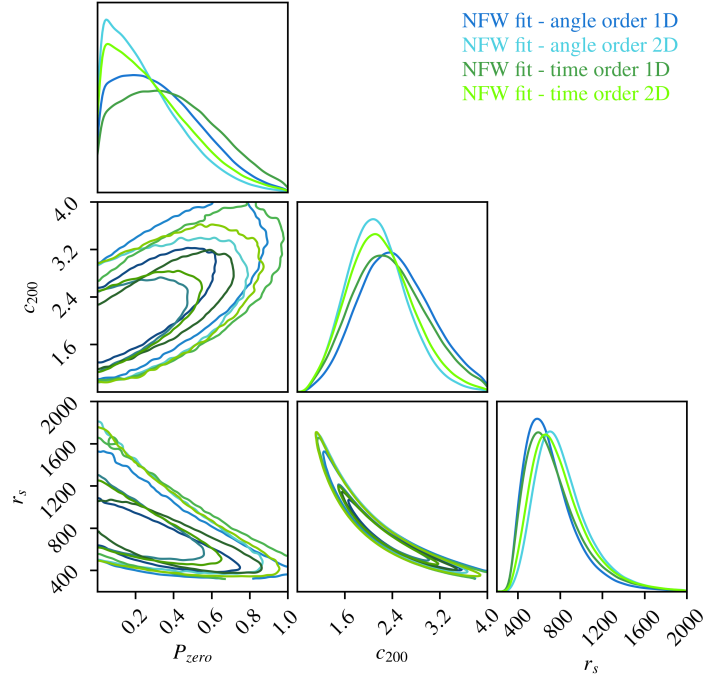 NFW fit - angle order 1D
NFW fit - angle order 2D
NFW fit - time order 1D
NFW fit - time order 2D
4.0
3.2
2.4
1.6
c200
2000
1600
1200
800
400
rs
0.2 0.4 0.6 0.8 1.0
Pzero
1.6 2.4 3.2 4.0
c200
400 800 1200 1600 2000
rs